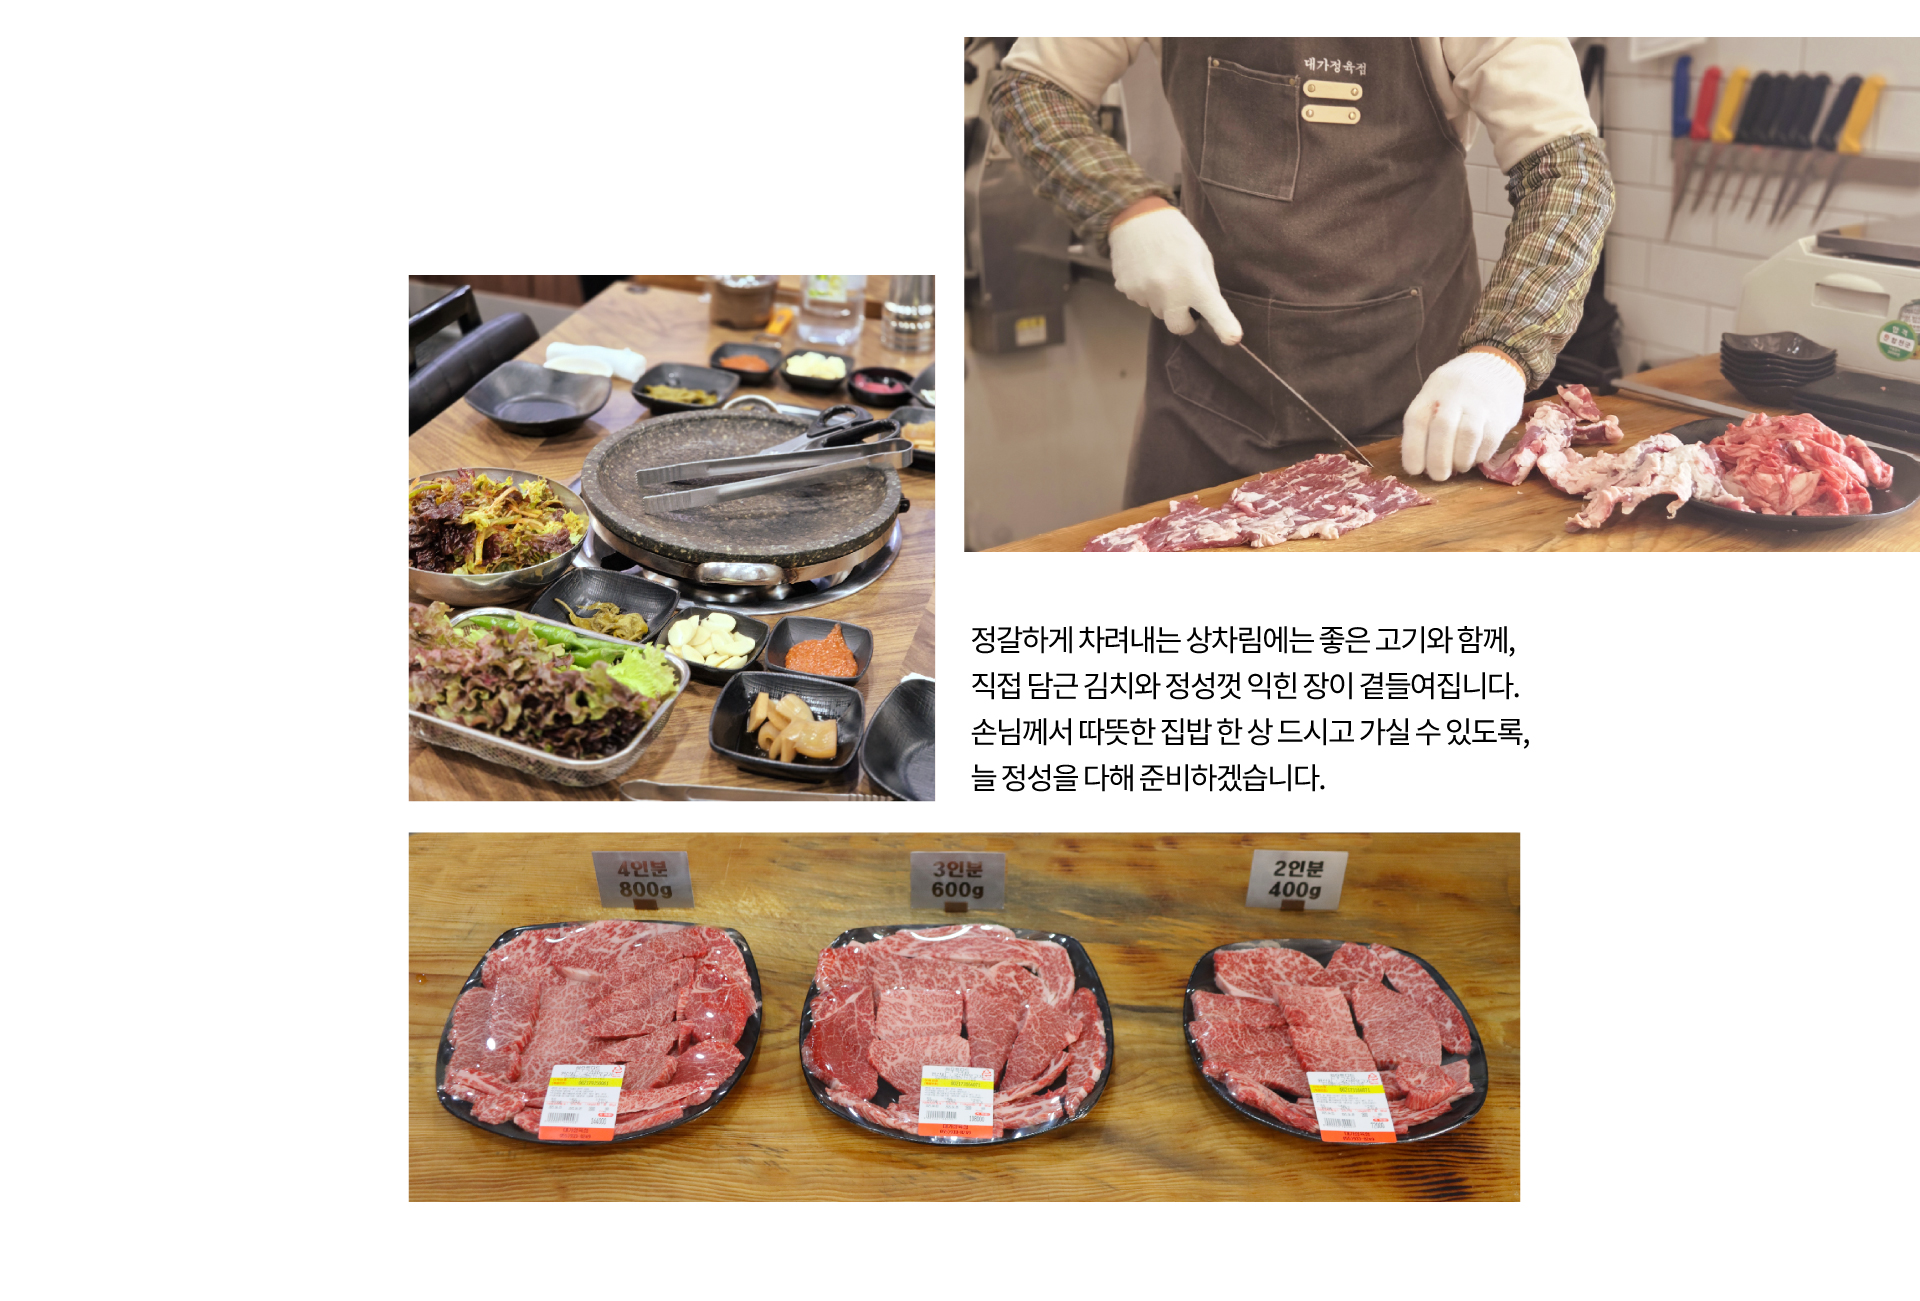 대가정육점
정갈하게 차려내는 상차림에는 좋은 고기와 함께,
직접 담근 김치와 정성껏 익힌 장이 곁들여집니다.
손님께서 따뜻한 집밥 한 상 드시고 가실 수 있도록,
늘 정성을 다해 준비하겠습니다.
4인분
800g
3인분
600g
2인분
400g